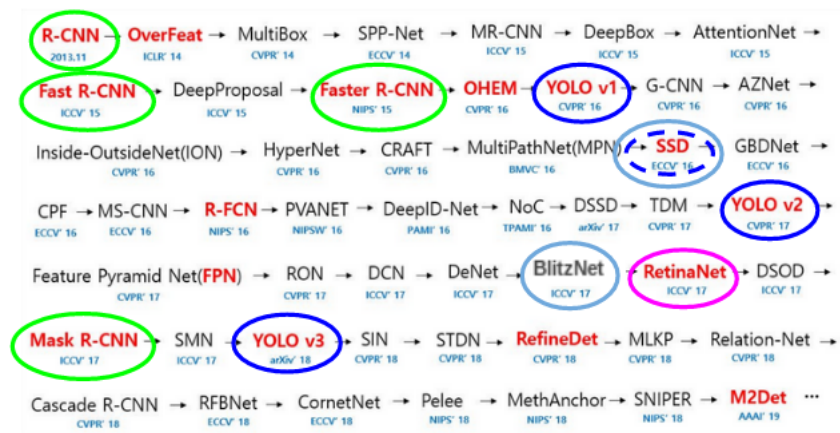 R-CNN → OverFeat → MultiBox → SPP-Net → MR-CNN → DeepBox → AttentionNet →
2013.11 ICLR' 14 CVPR' 14 ECCV' 14 ICCV' 15 ICCV' 15 ICCV' 15
Fast R-CNN → DeepProposal → Faster R-CNN → OHEM → YOLO v1 → G-CNN → AZNet →
ICCV' 15 ICCV' 15 NIPS' 15 CVPR' 16 CVPR' 16 CVPR' 16 CVPR' 16
Inside-OutsideNet(ION) → HyperNet → CRAFT → MultiPathNet(MPN) → SSD → GBDNet →
CVPR' 16 CVPR' 16 CVPR' 16 BMVC' 16 ECCV' 16 ECCV' 16
CPF → MS-CNN → R-FCN → PVANET → DeepID-Net → NoC → DSSD → TDM → YOLO v2 →
ECCV' 16 ECCV' 16 NIPS' 16 NIPSW' 16 PAMI' 16 TPAMI' 16 arXiv' 17 CVPR' 17 CVPR' 17
Feature Pyramid Net(FPN) → RON → DCN → DeNet → BlitzNet → RetinaNet → DSOD →
CVPR' 17 CVPR' 17 ICCV' 17 ICCV' 17 ICCV' 17 ICCV' 17 ICCV' 17
Mask R-CNN → SMN → YOLO v3 → SIN → STDN → RefineDet → MLKP → Relation-Net →
ICCV' 17 ICCV' 17 arXiv' 18 CVPR' 18 CVPR' 18 CVPR' 18 CVPR' 18 CVPR' 18
Cascade R-CNN → RFBNet → CornetNet → Pelee → MethAnchor → SNIPER → M2Det ···
CVPR' 18 ECCV' 18 ECCV' 18 NIPS' 18 NIPS' 18 NIPS' 18 AAAI' 19